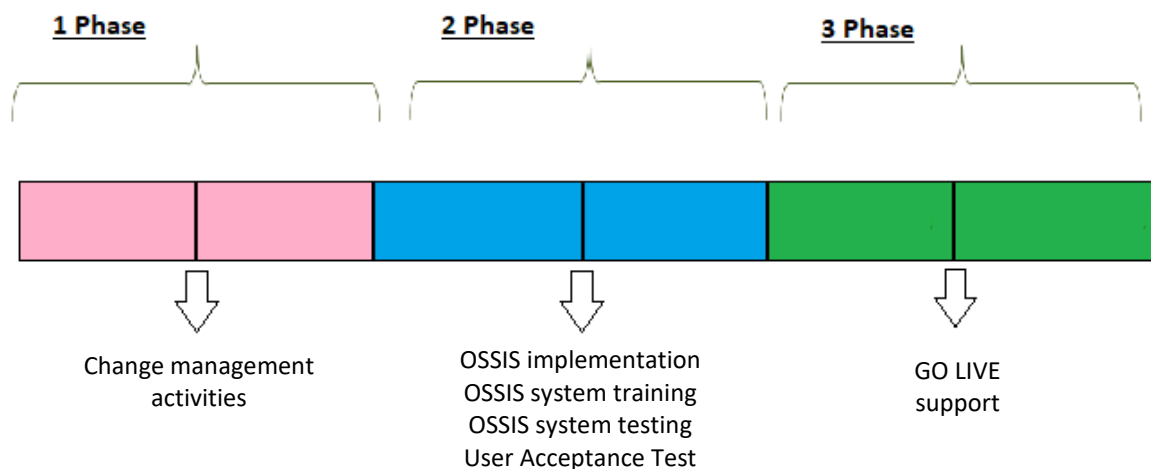 1 Phase
2 Phase
3 Phase
Change management
activities
OSSIS implementation
OSSIS system training
OSSIS system testing
User Acceptance Test
GO LIVE
support